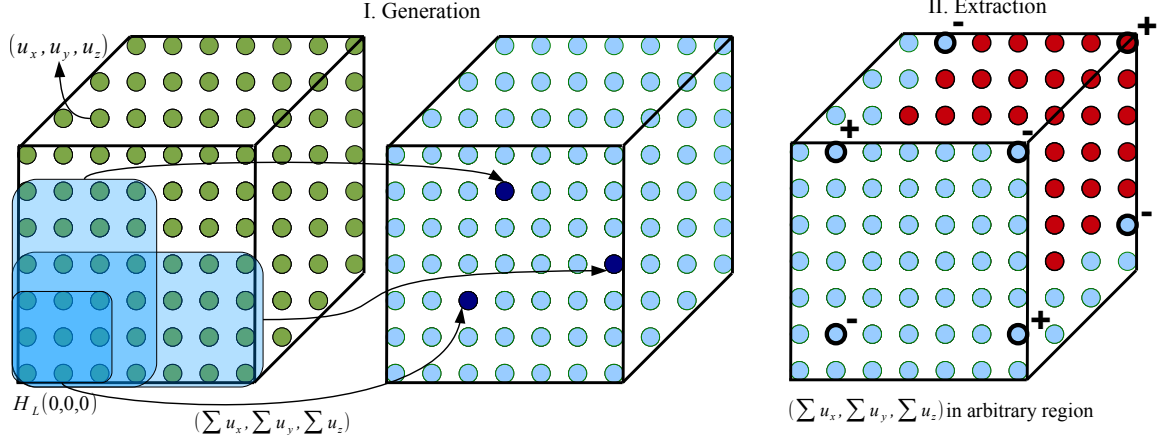 I. Generation
II. Extraction
(u_x, u_y, u_z)
-
+
+
-
-
-
+
H_L(0,0,0)
(∑ u_x, ∑ u_y, ∑ u_z)
(∑ u_x, ∑ u_y, ∑ u_z) in arbitrary region